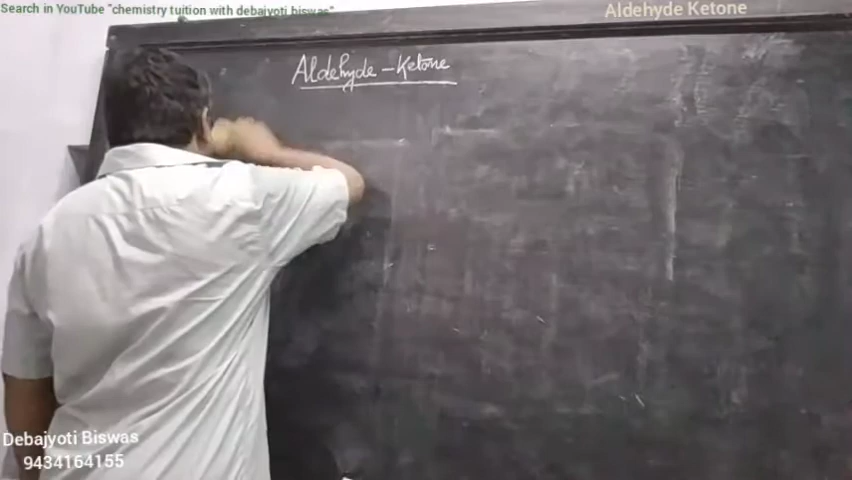 Search in YouTube "chemistry tuition with debajyoti biswas"
Aldehyde Ketone
Aldehyde - Ketone
Debajyoti Biswas
9434164155